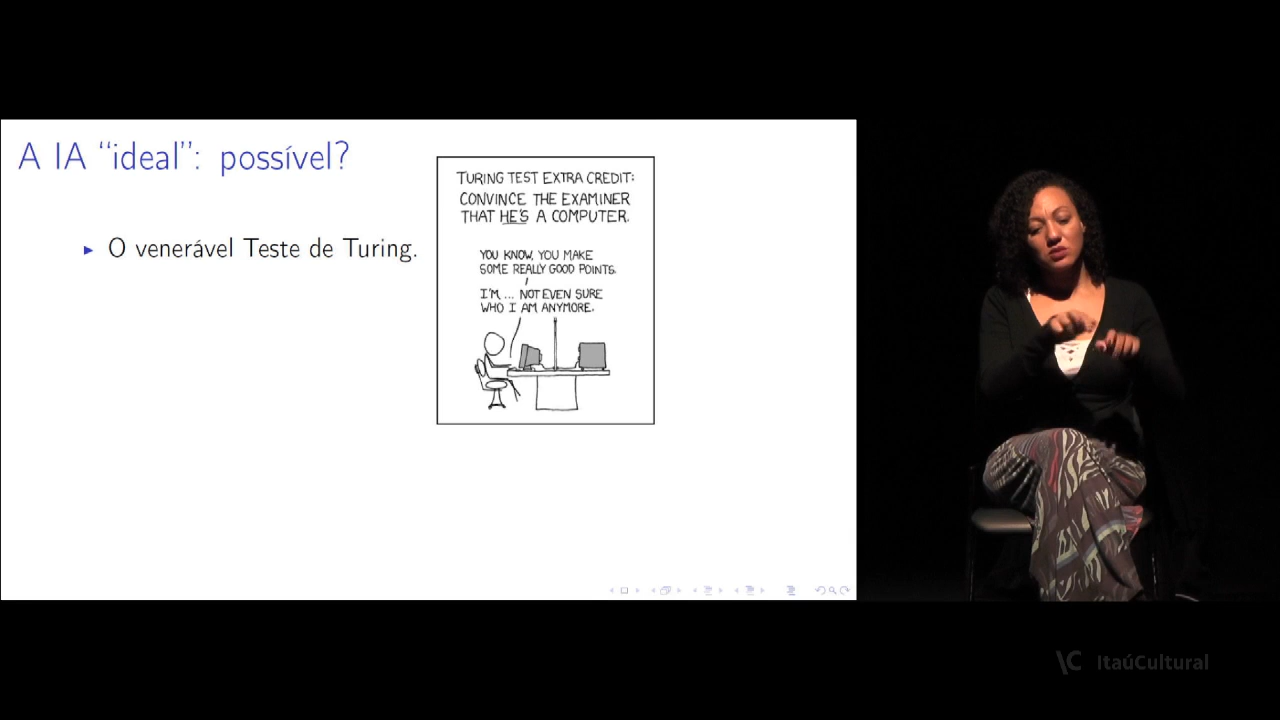 A IA “ideal”: possível?
▸ O venerável Teste de Turing.
TURING TEST EXTRA CREDIT:
CONVINCE THE EXAMINER
THAT HE'S A COMPUTER.
YOU KNOW, YOU MAKE
SOME REALLY GOOD POINTS.
I'M ... NOT EVEN SURE
WHO I AM ANYMORE.
ItaúCultural